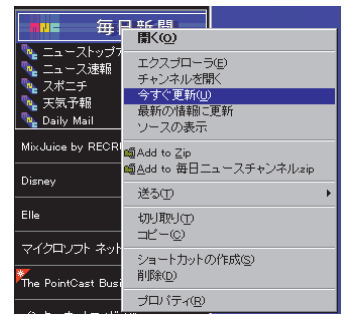 毎日新聞
ニューストップ
ニュース速報
スポニチ
天気予報
Daily Mail
MixJuice by RECR
Disney
Elle
マイクロソフト ネット
The PointCast Busi
開く(O)
エクスプローラ(E)
チャンネルを開く
今すぐ更新(U)
最新の情報に更新
ソースの表示
Add to Zip
Add to 毎日ニュースチャンネル.zip
送る(T)
切り取り(T)
コピー(C)
ショートカットの作成(S)
削除(D)
プロパティ(R)